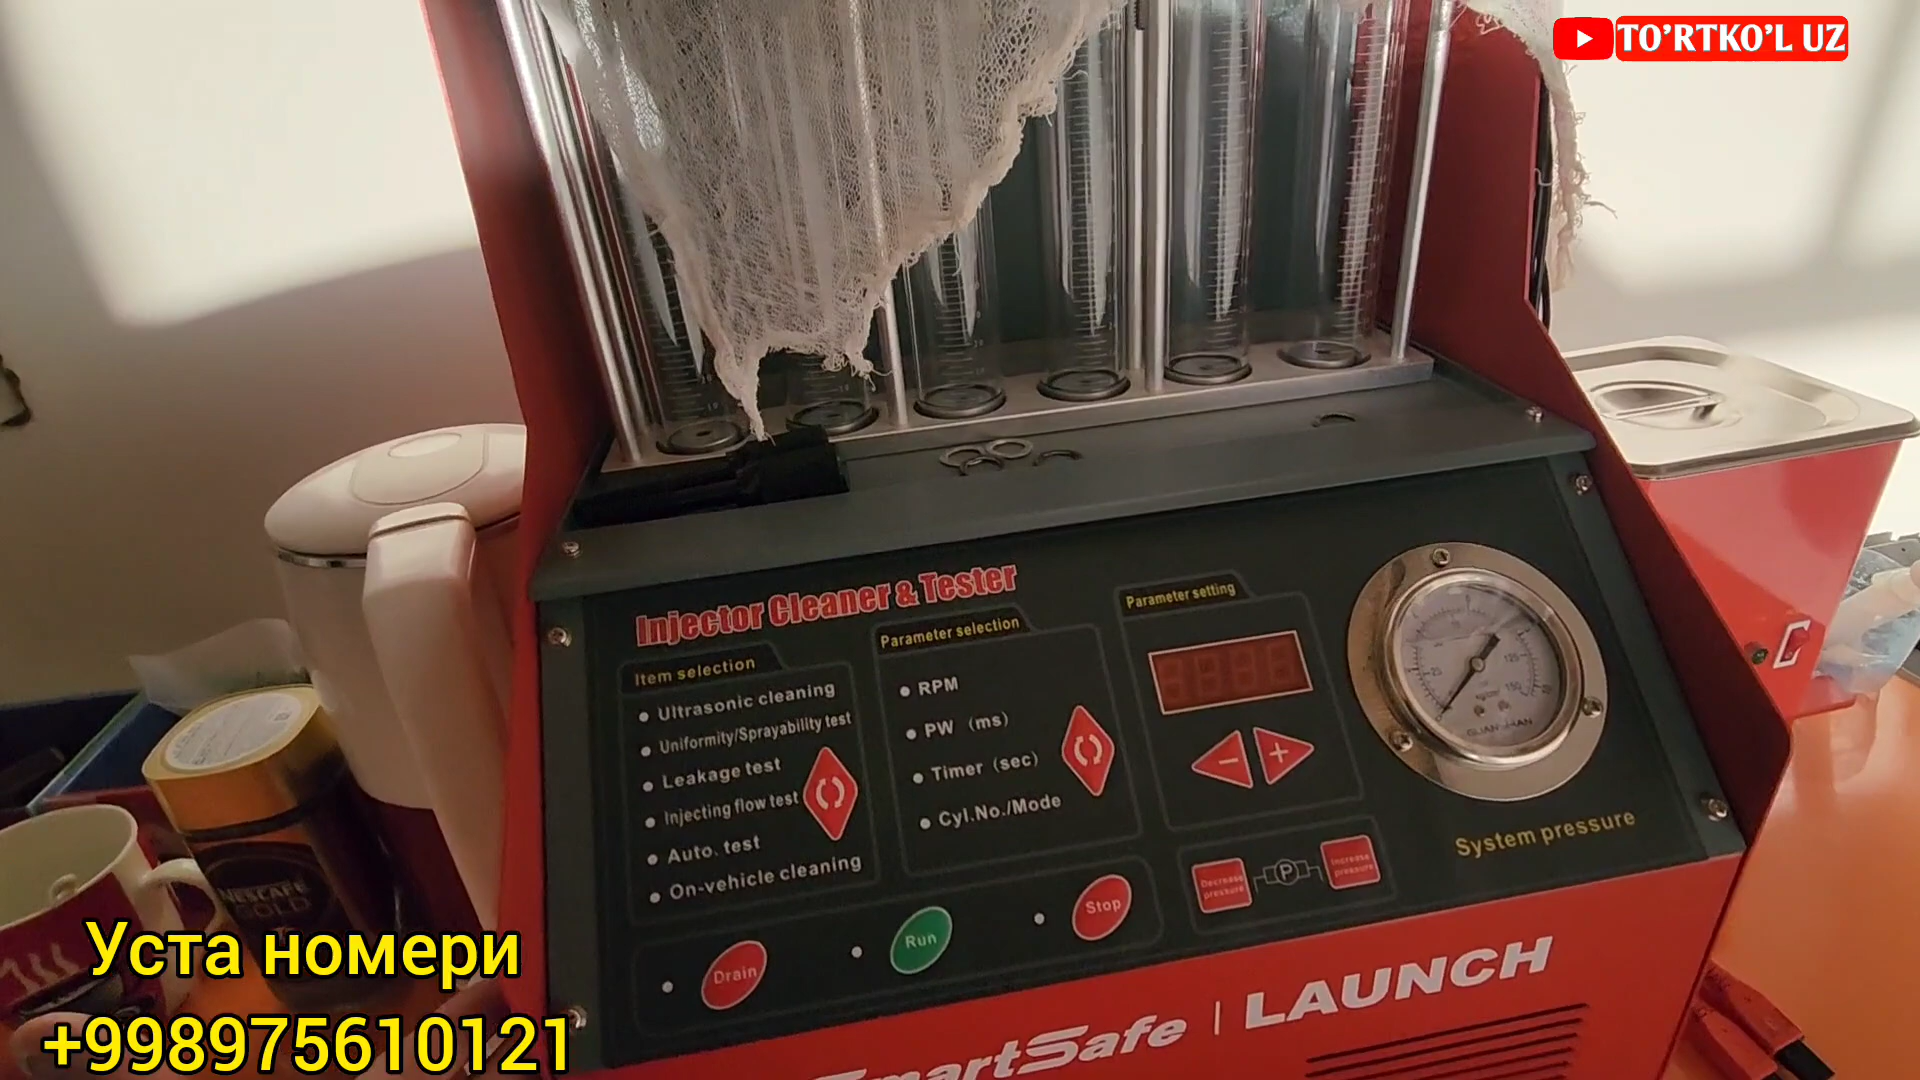 TO'RTKO'L UZ
Injector Cleaner & Tester
Item selection
Ultrasonic cleaning
Uniformity/Sprayability test
Leakage test
Injecting flow test
Auto. test
On-vehicle cleaning
Parameter selection
RPM
PW (ms)
Timer (sec)
Cyl.No./Mode
Parameter setting
− +
Decrease pressure
P
Increase pressure
System pressure
Drain
Run
Stop
SmartSafe | LAUNCH
NESCAFÉ
GOLD
Уста номери
+998975610121